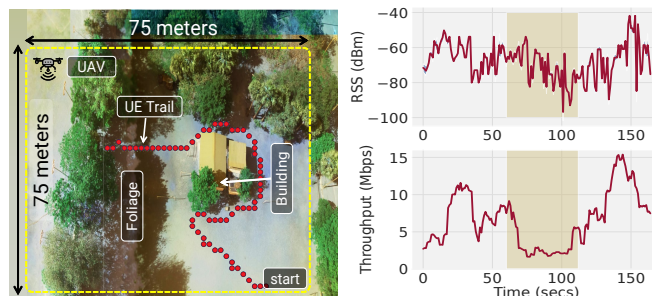 75 meters
UAV
UE Trail
75 meters
Foliage
Building
start
RSS (dBm)
−40
−60
−80
−100
0 50 100 150
Throughput (Mbps)
15
10
5
0
0 50 100 150
Time (secs)